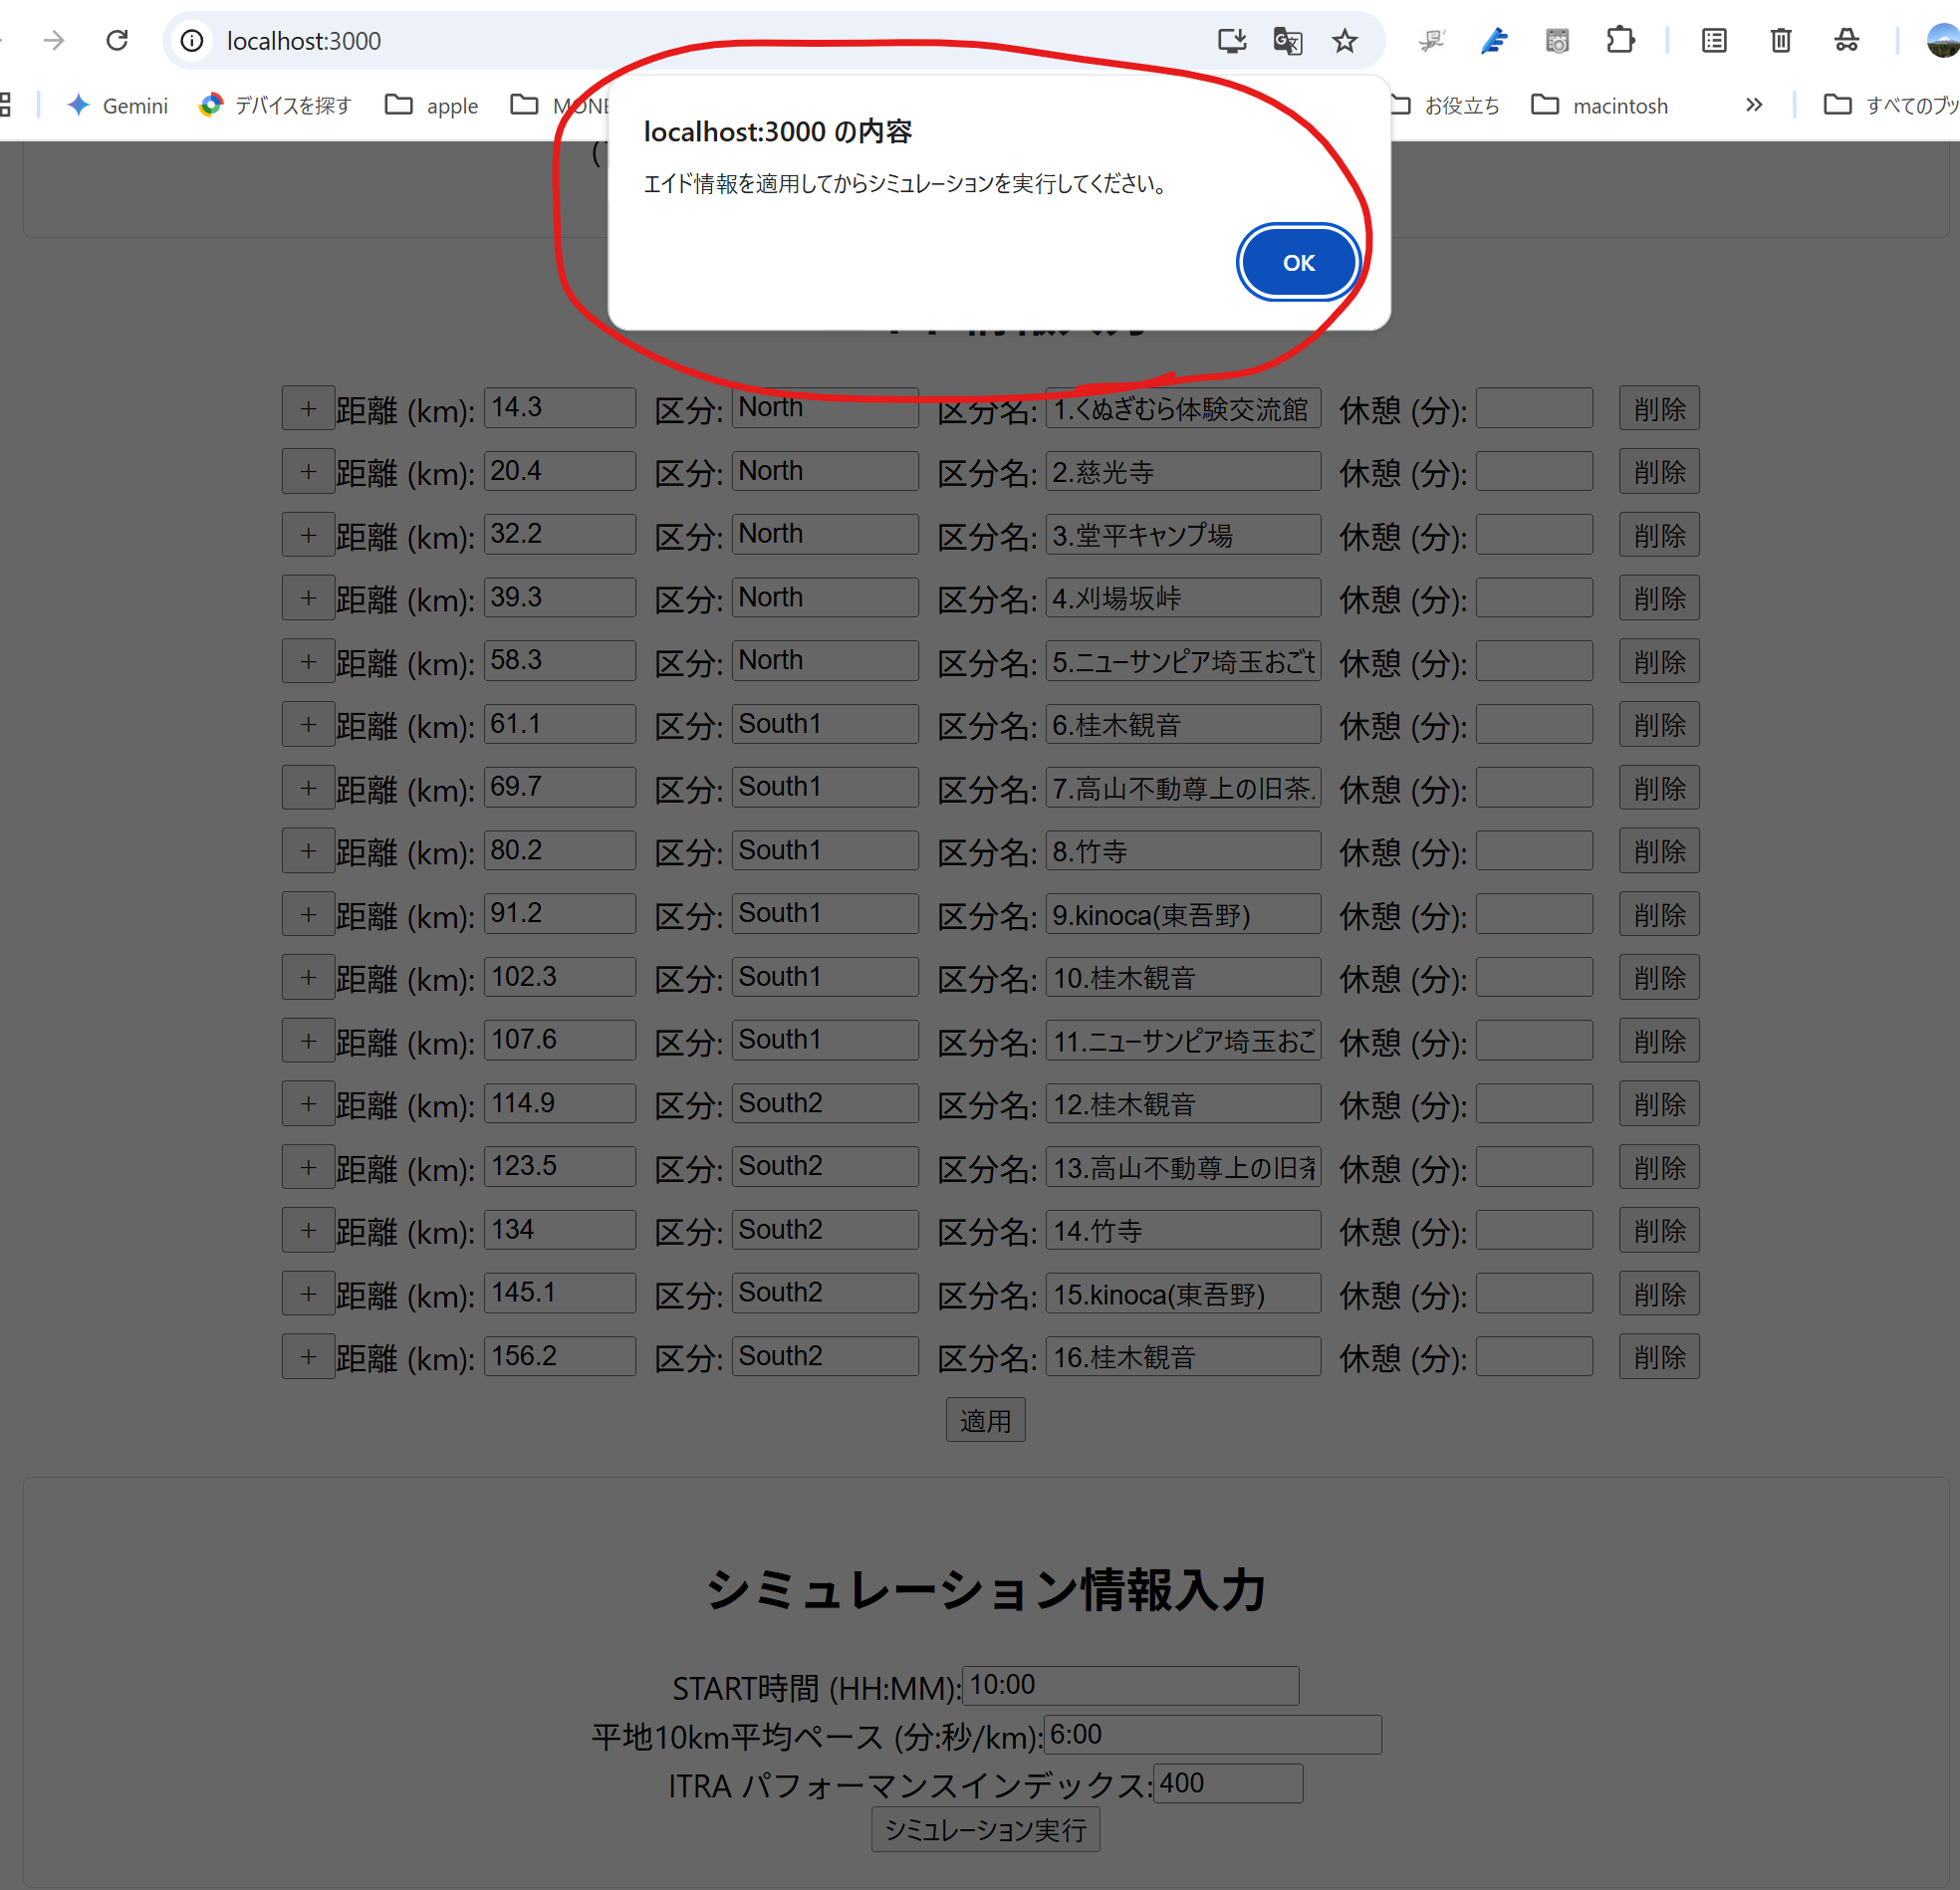 localhost:3000
Gemini デバイスを探す apple MONE お役立ち macintosh すべてのブッ
localhost:3000 の内容
エイド情報を適用してからシミュレーションを実行してください。
OK
+ 距離 (km): 14.3 区分: North 区分名: 1.くぬぎむら体験交流館 休憩 (分): 削除
+ 距離 (km): 20.4 区分: North 区分名: 2.慈光寺 休憩 (分): 削除
+ 距離 (km): 32.2 区分: North 区分名: 3.堂平キャンプ場 休憩 (分): 削除
+ 距離 (km): 39.3 区分: North 区分名: 4.刈場坂峠 休憩 (分): 削除
+ 距離 (km): 58.3 区分: North 区分名: 5.ニューサンピア埼玉おご 休憩 (分): 削除
+ 距離 (km): 61.1 区分: South1 区分名: 6.桂木観音 休憩 (分): 削除
+ 距離 (km): 69.7 区分: South1 区分名: 7.高山不動尊上の旧茶 休憩 (分): 削除
+ 距離 (km): 80.2 区分: South1 区分名: 8.竹寺 休憩 (分): 削除
+ 距離 (km): 91.2 区分: South1 区分名: 9.kinoca(東吾野) 休憩 (分): 削除
+ 距離 (km): 102.3 区分: South1 区分名: 10.桂木観音 休憩 (分): 削除
+ 距離 (km): 107.6 区分: South1 区分名: 11.ニューサンピア埼玉おご 休憩 (分): 削除
+ 距離 (km): 114.9 区分: South2 区分名: 12.桂木観音 休憩 (分): 削除
+ 距離 (km): 123.5 区分: South2 区分名: 13.高山不動尊上の旧茶 休憩 (分): 削除
+ 距離 (km): 134 区分: South2 区分名: 14.竹寺 休憩 (分): 削除
+ 距離 (km): 145.1 区分: South2 区分名: 15.kinoca(東吾野) 休憩 (分): 削除
+ 距離 (km): 156.2 区分: South2 区分名: 16.桂木観音 休憩 (分): 削除
適用
シミュレーション情報入力
START時間 (HH:MM): 10:00
平地10km平均ペース (分:秒/km): 6:00
ITRA パフォーマンスインデックス: 400
シミュレーション実行